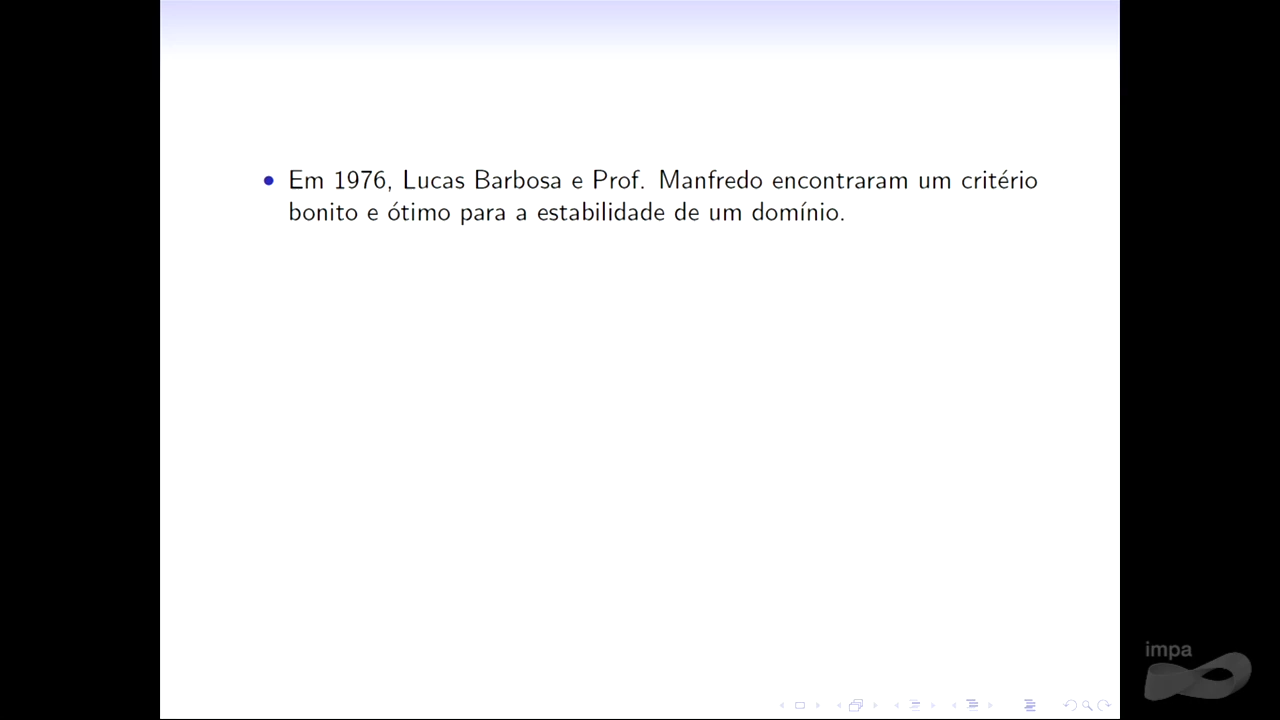 • Em 1976, Lucas Barbosa e Prof. Manfredo encontraram um critério
bonito e ótimo para a estabilidade de um domínio.
impa